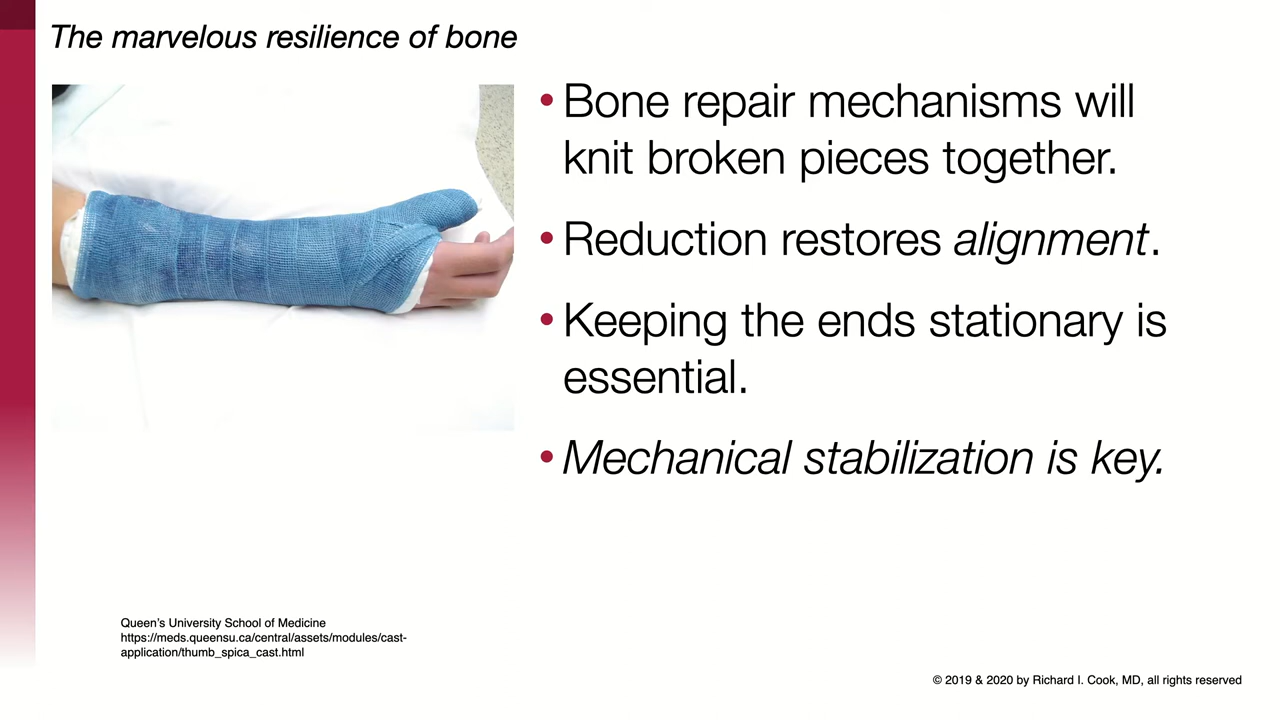 The marvelous resilience of bone
• Bone repair mechanisms will
knit broken pieces together.
• Reduction restores alignment.
• Keeping the ends stationary is
essential.
• Mechanical stabilization is key.
Queen's University School of Medicine
https://meds.queensu.ca/central/assets/modules/cast-
application/thumb_spica_cast.html
© 2019 & 2020 by Richard I. Cook, MD, all rights reserved